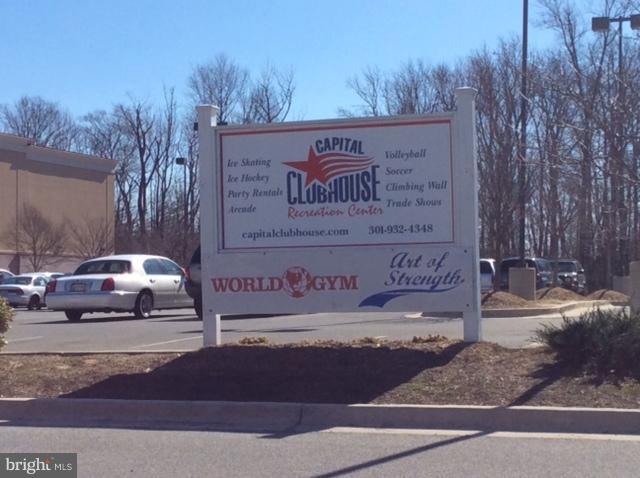 CAPITAL
CLUBHOUSE
Recreation Center
Ice Skating
Ice Hockey
Party Rentals
Arcade
Volleyball
Soccer
Climbing Wall
Trade Shows
capitalclubhouse.com 301-932-4348
WORLD GYM
Art of
Strength
bright MLS